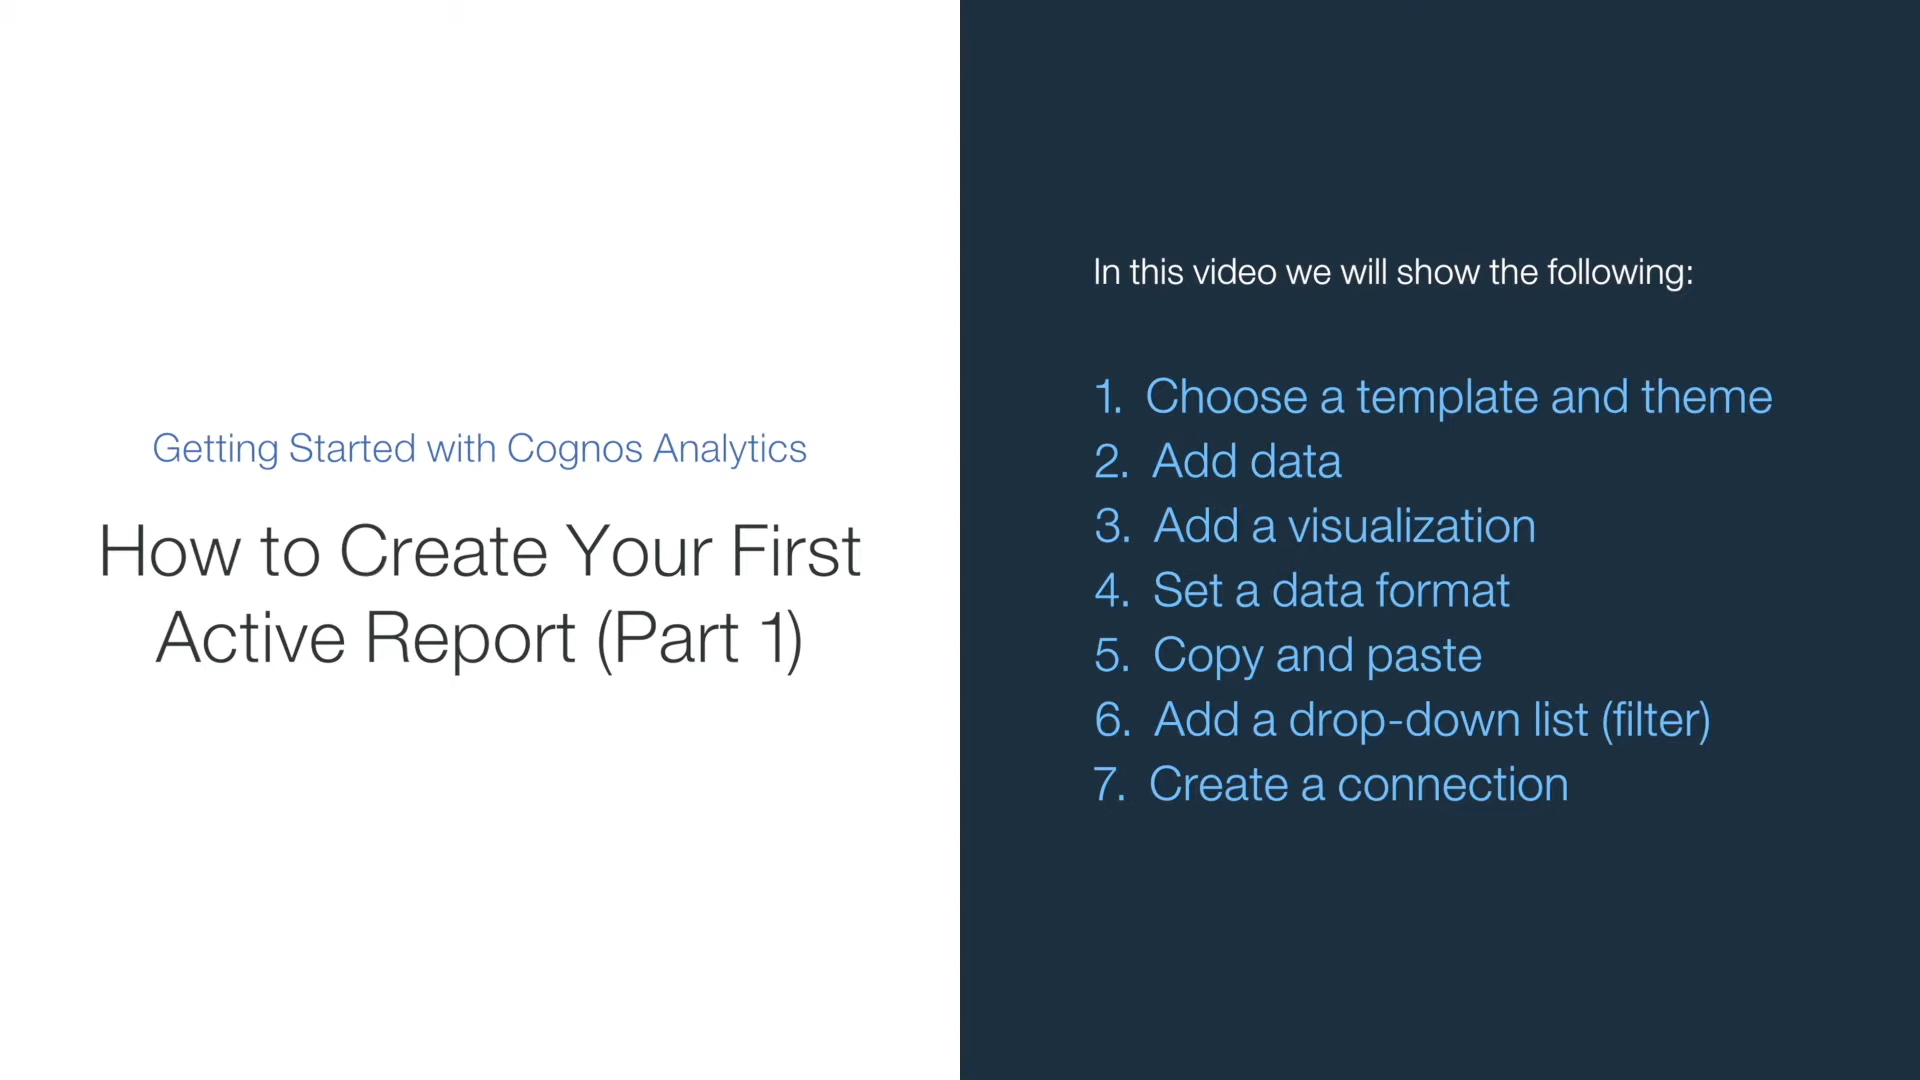 Getting Started with Cognos Analytics
How to Create Your First
Active Report (Part 1)
In this video we will show the following:
1. Choose a template and theme
2. Add data
3. Add a visualization
4. Set a data format
5. Copy and paste
6. Add a drop-down list (filter)
7. Create a connection